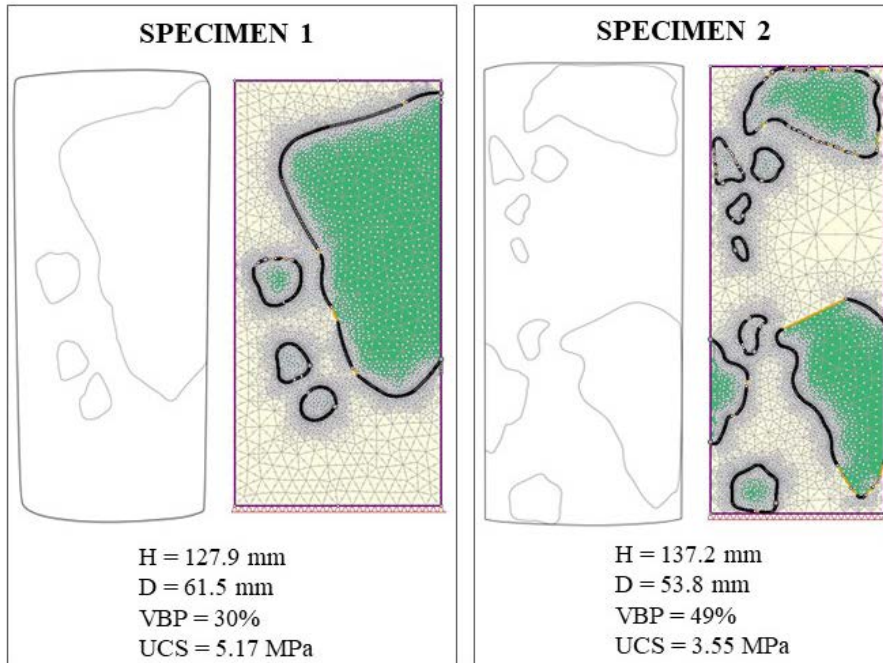 SPECIMEN 1
H = 127.9 mm
D = 61.5 mm
VBP = 30%
UCS = 5.17 MPa
SPECIMEN 2
H = 137.2 mm
D = 53.8 mm
VBP = 49%
UCS = 3.55 MPa